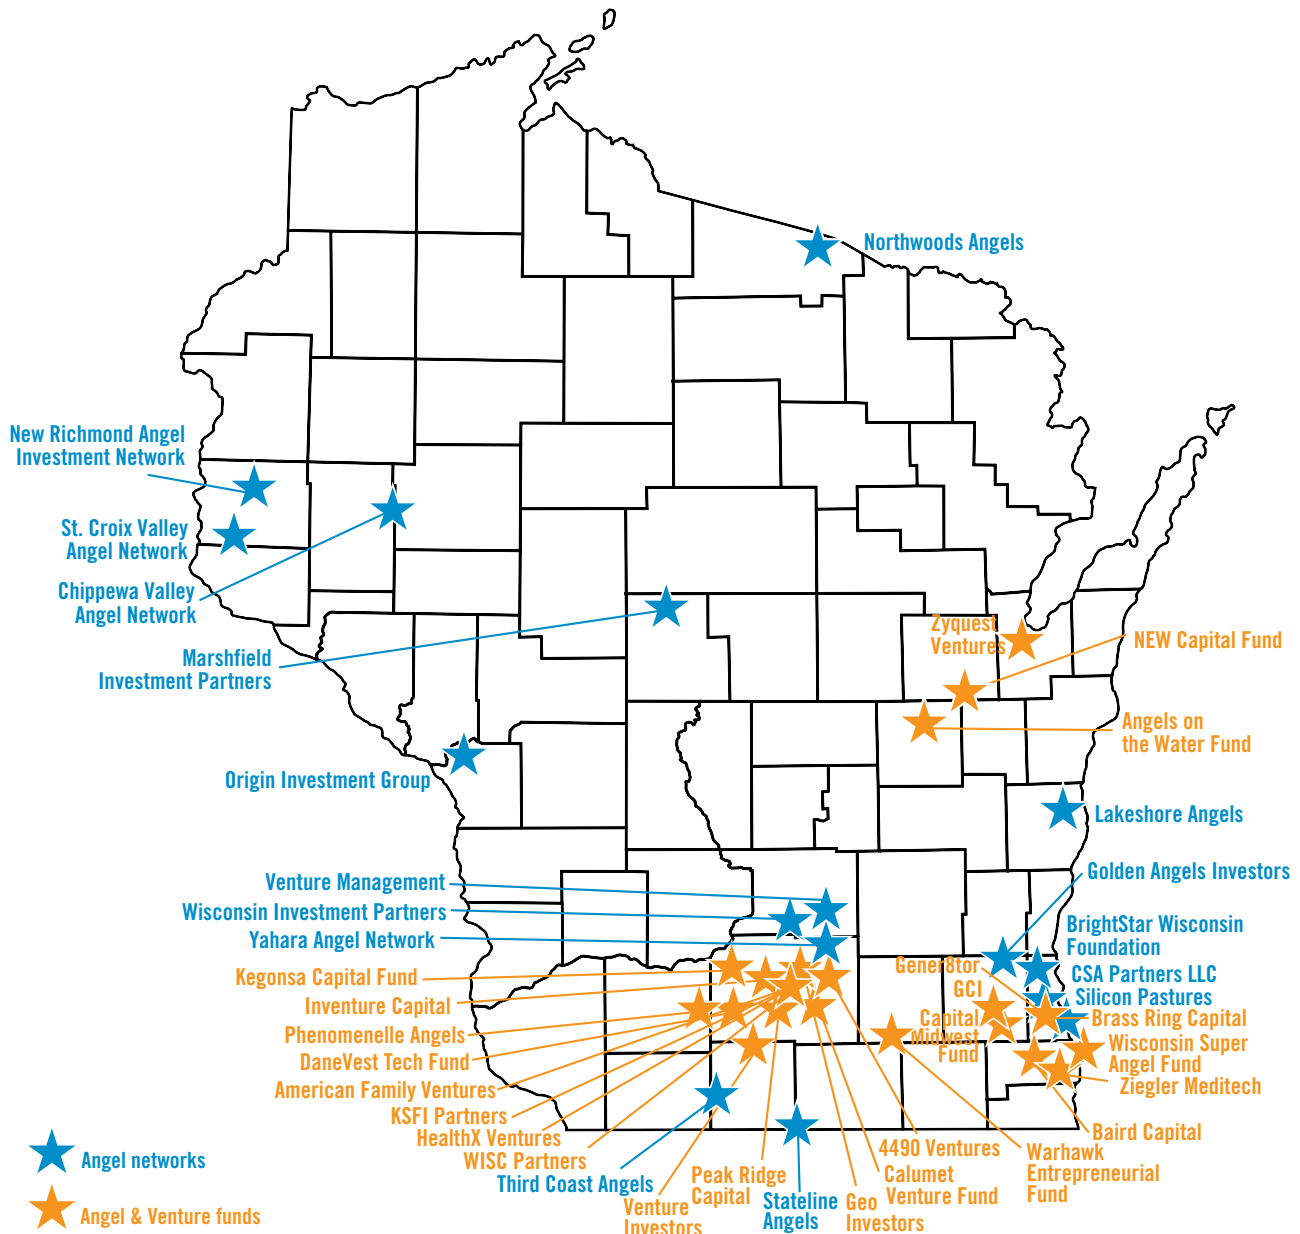 Northwoods Angels
New Richmond Angel
Investment Network
St. Croix Valley
Angel Network
Chippewa Valley
Angel Network
Marshfield
Investment Partners
Zyquest
Ventures
NEW Capital Fund
Angels on
the Water Fund
Origin Investment Group
Lakeshore Angels
Golden Angels Investors
Venture Management
Wisconsin Investment Partners
Yahara Angel Network
BrightStar Wisconsin
Foundation
Kegonsa Capital Fund
Gener8tor
GCI
CSA Partners LLC
Silicon Pastures
Inventure Capital
Capital
Midwest
Fund
Brass Ring Capital
Phenomenelle Angels
DaneVest Tech Fund
Wisconsin Super
Angel Fund
Ziegler Meditech
American Family Ventures
KSFI Partners
HealthX Ventures
WISC Partners
Third Coast Angels
Baird Capital
4490 Ventures
Warhawk
Entrepreneurial
Fund
Calumet
Venture Fund
Peak Ridge
Capital
Venture
Investors
Stateline
Angels
Geo
Investors
Angel networks
Angel & Venture funds